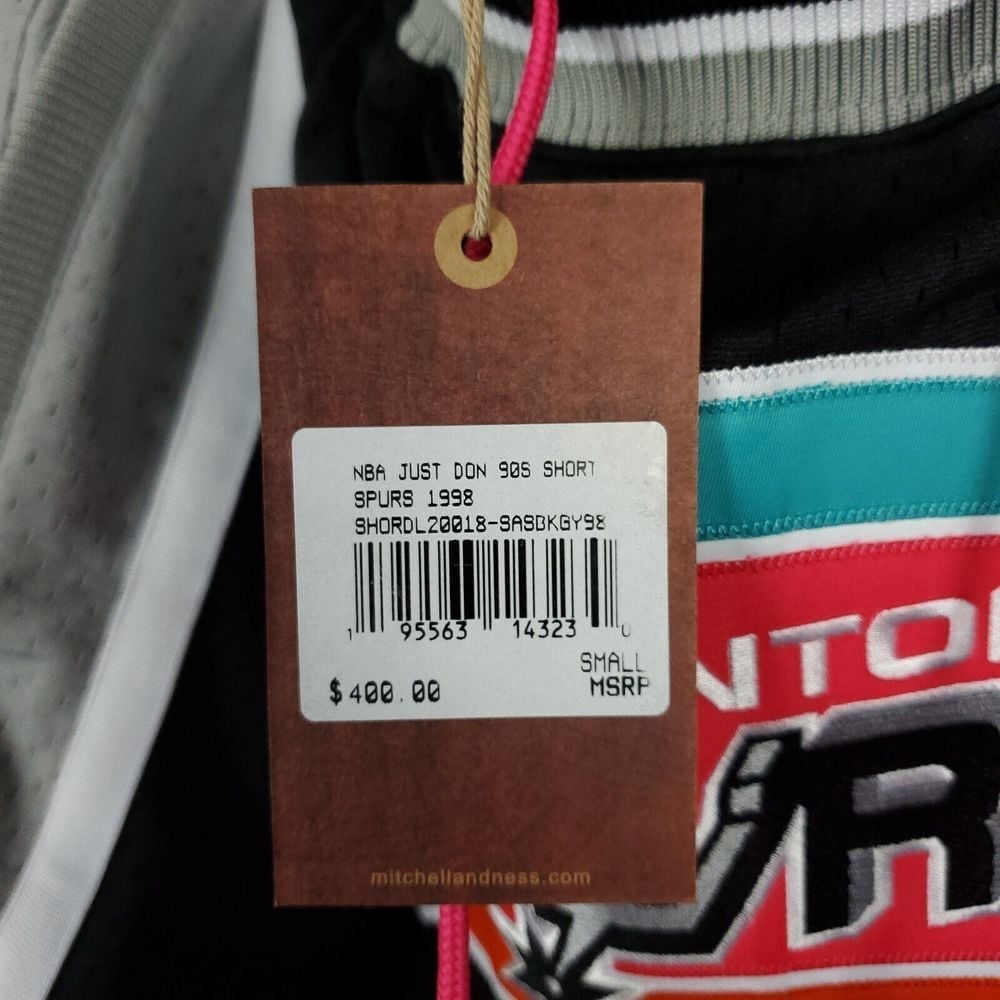 NBA JUST DON 90S SHORT
SPURS 1998
SHORDL20018-SASBKGY98
1 95563 14323 0
SMALL
$400.00 MSRP
mitchellandness.com
NTO